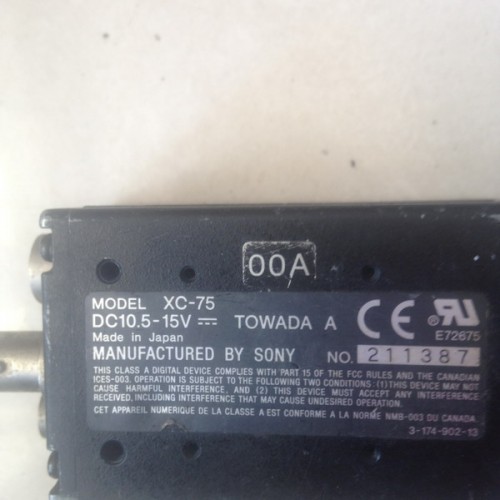 00A
MODEL XC-75
DC10.5-15V ⎓ TOWADA A
Made in Japan
MANUFACTURED BY SONY
CE
E72675
NO. 211387
THIS CLASS A DIGITAL DEVICE COMPLIES WITH PART 15 OF THE FCC RULES AND THE CANADIAN
ICES-003. OPERATION IS SUBJECT TO THE FOLLOWING TWO CONDITIONS : (1) THIS DEVICE MAY NOT
CAUSE HARMFUL INTERFERENCE, AND (2) THIS DEVICE MUST ACCEPT ANY INTERFERENCE
RECEIVED, INCLUDING INTERFERENCE THAT MAY CAUSE UNDESIRED OPERATION.
CET APPAREIL NUMERIQUE DE LA CLASSE A EST CONFORME A LA NORME NMB-003 DU CANADA.
3-174-902-13